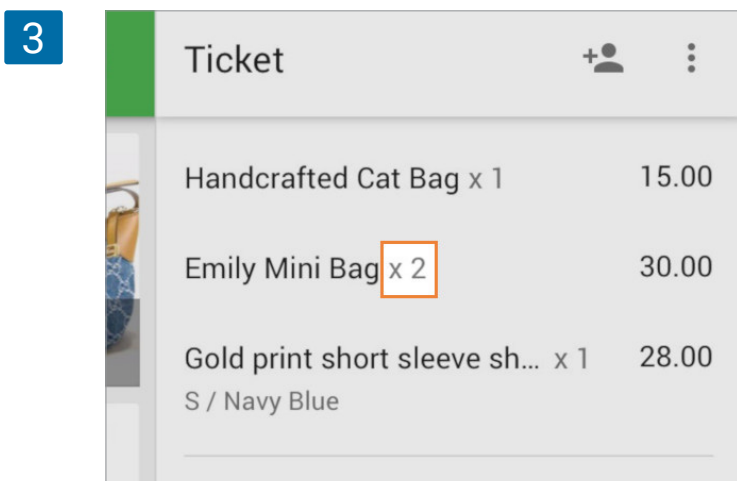 3
Ticket
Handcrafted Cat Bag x 1 15.00
Emily Mini Bag x 2 30.00
Gold print short sleeve sh... x 1 28.00
S / Navy Blue